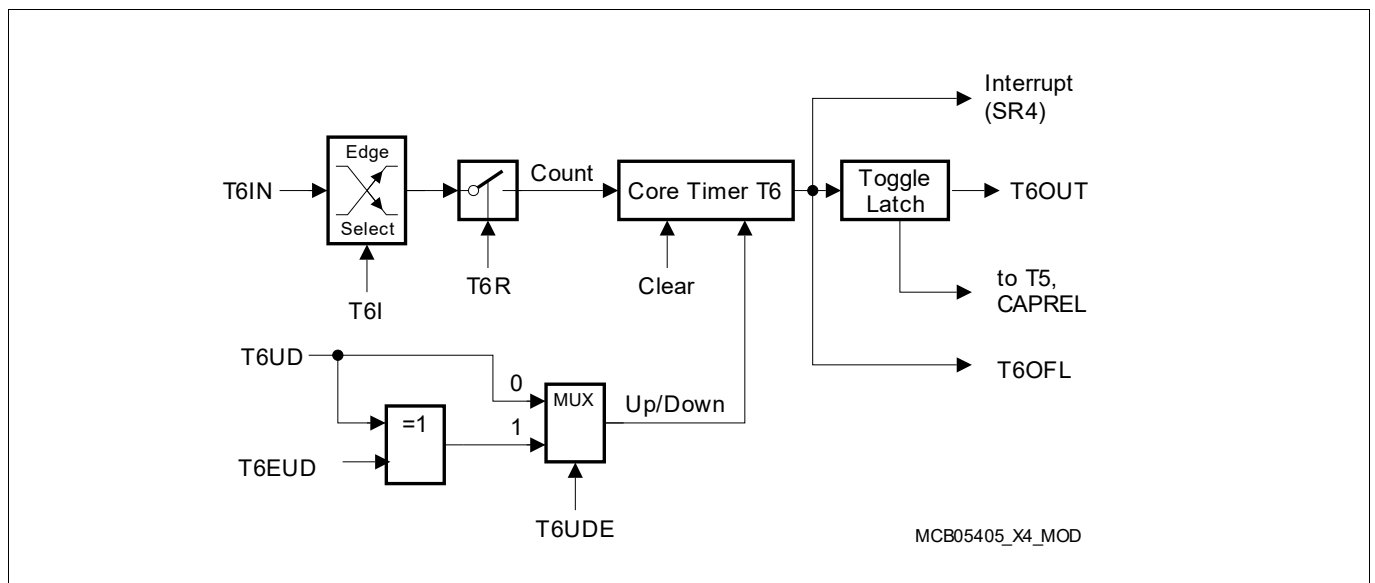 Interrupt
(SR4)
Edge
Select
T6IN
Count
Core Timer T6
Toggle
Latch
T6OUT
T6I
T6R
Clear
to T5,
CAPREL
T6UD
T6OFL
0
MUX
Up/Down
=1
1
T6EUD
T6UDE
MCB05405_X4_MOD